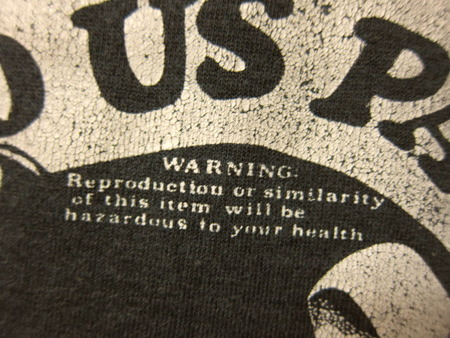 US
WARNING:
Reproduction or similarity
of this item will be
hazardous to your health